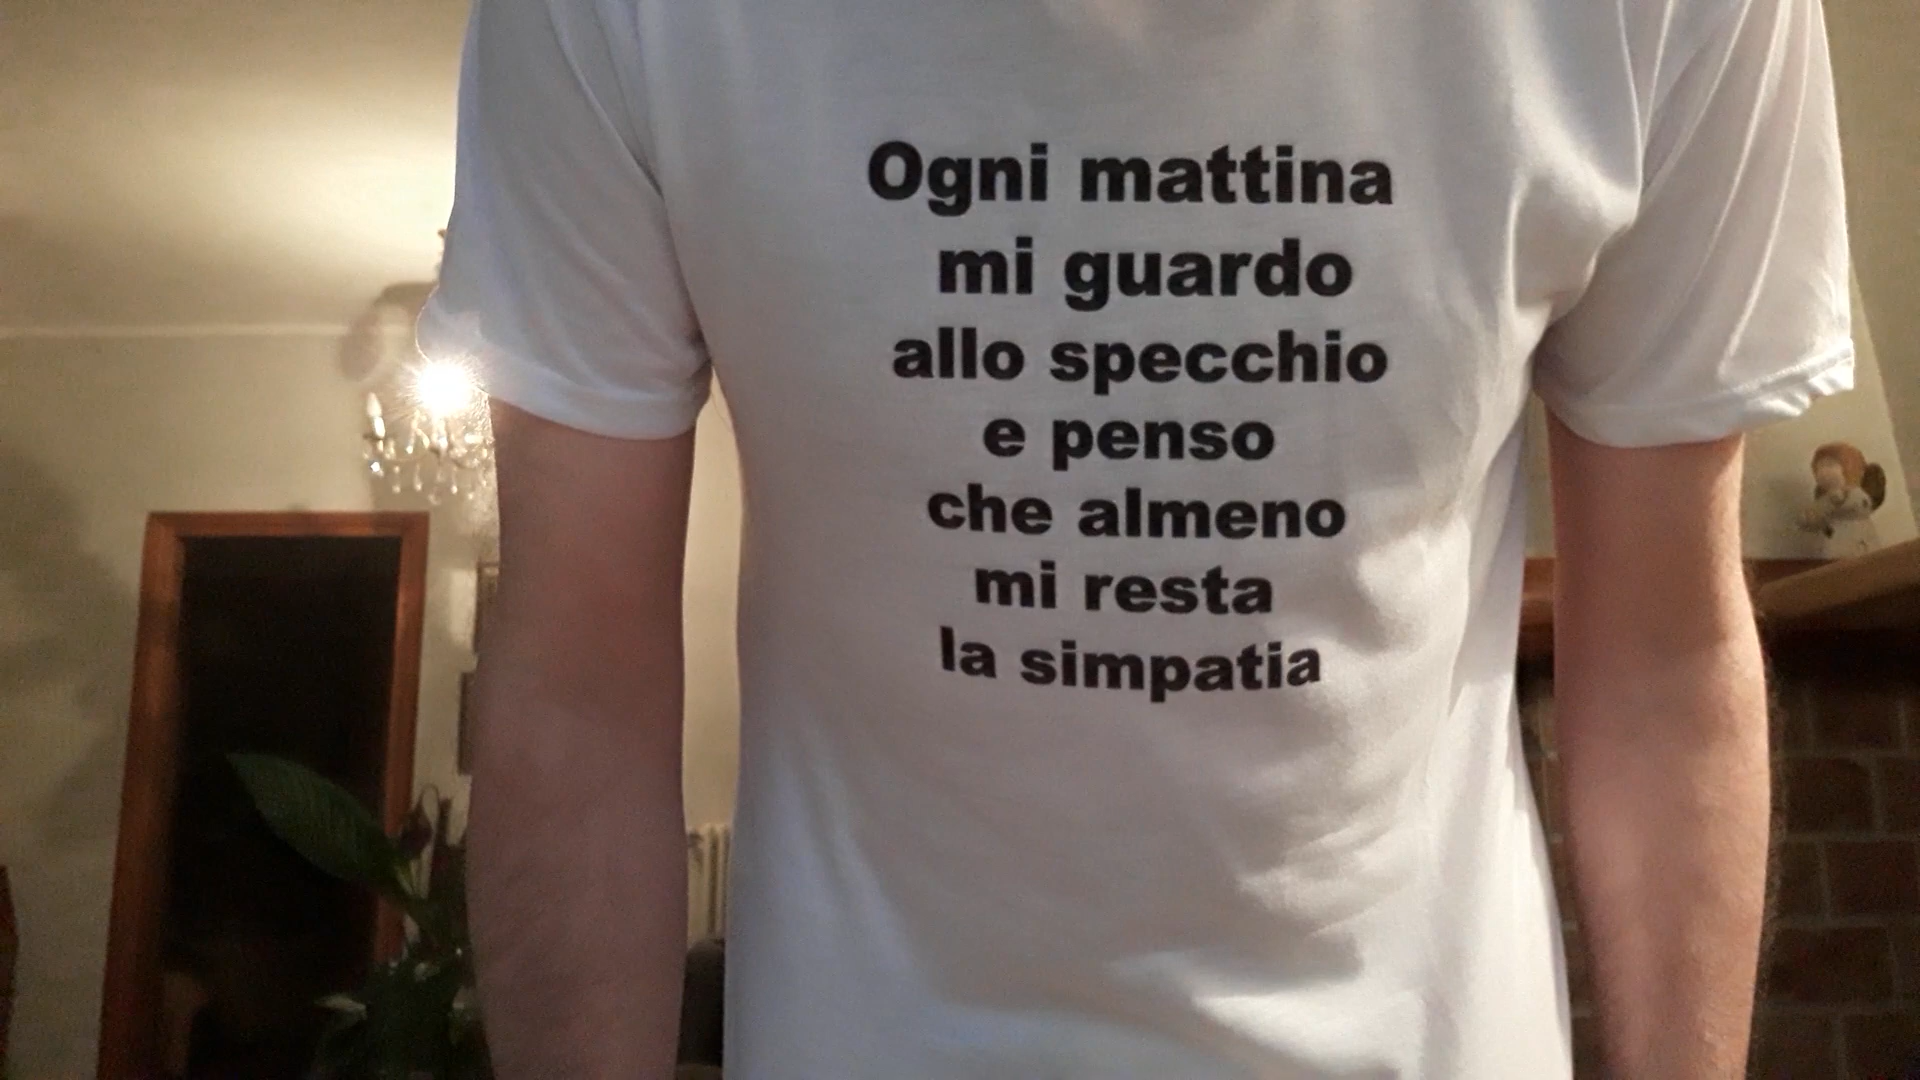 Ogni mattina
mi guardo
allo specchio
e penso
che almeno
mi resta
la simpatia